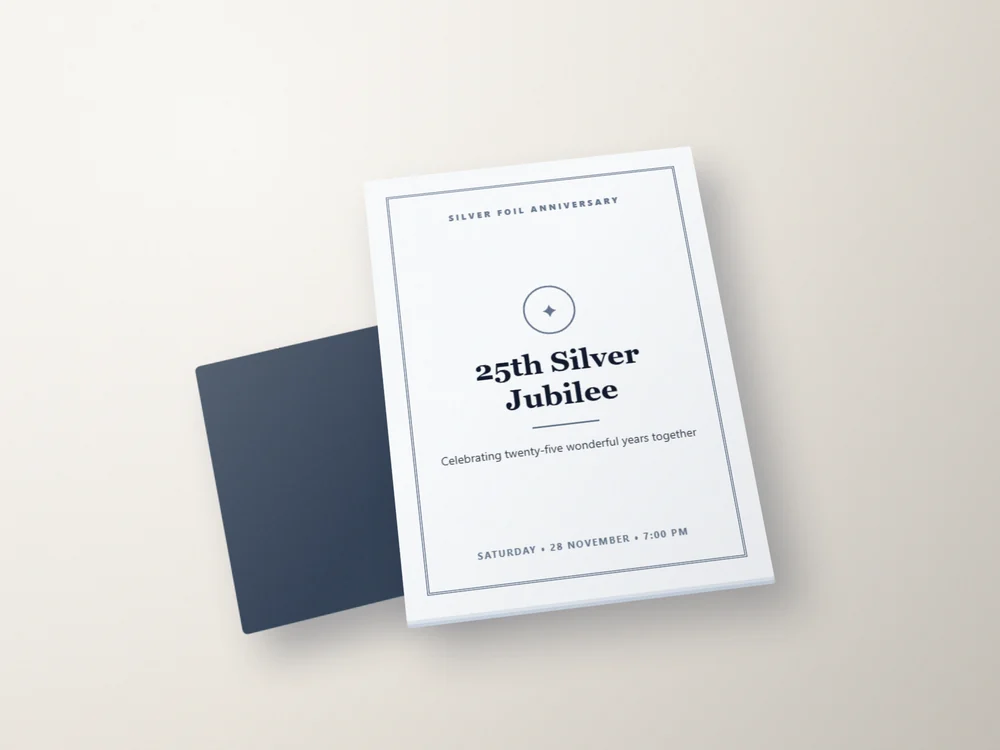 SILVER FOIL ANNIVERSARY
25th Silver
Jubilee
Celebrating twenty-five wonderful years together
SATURDAY • 28 NOVEMBER • 7:00 PM